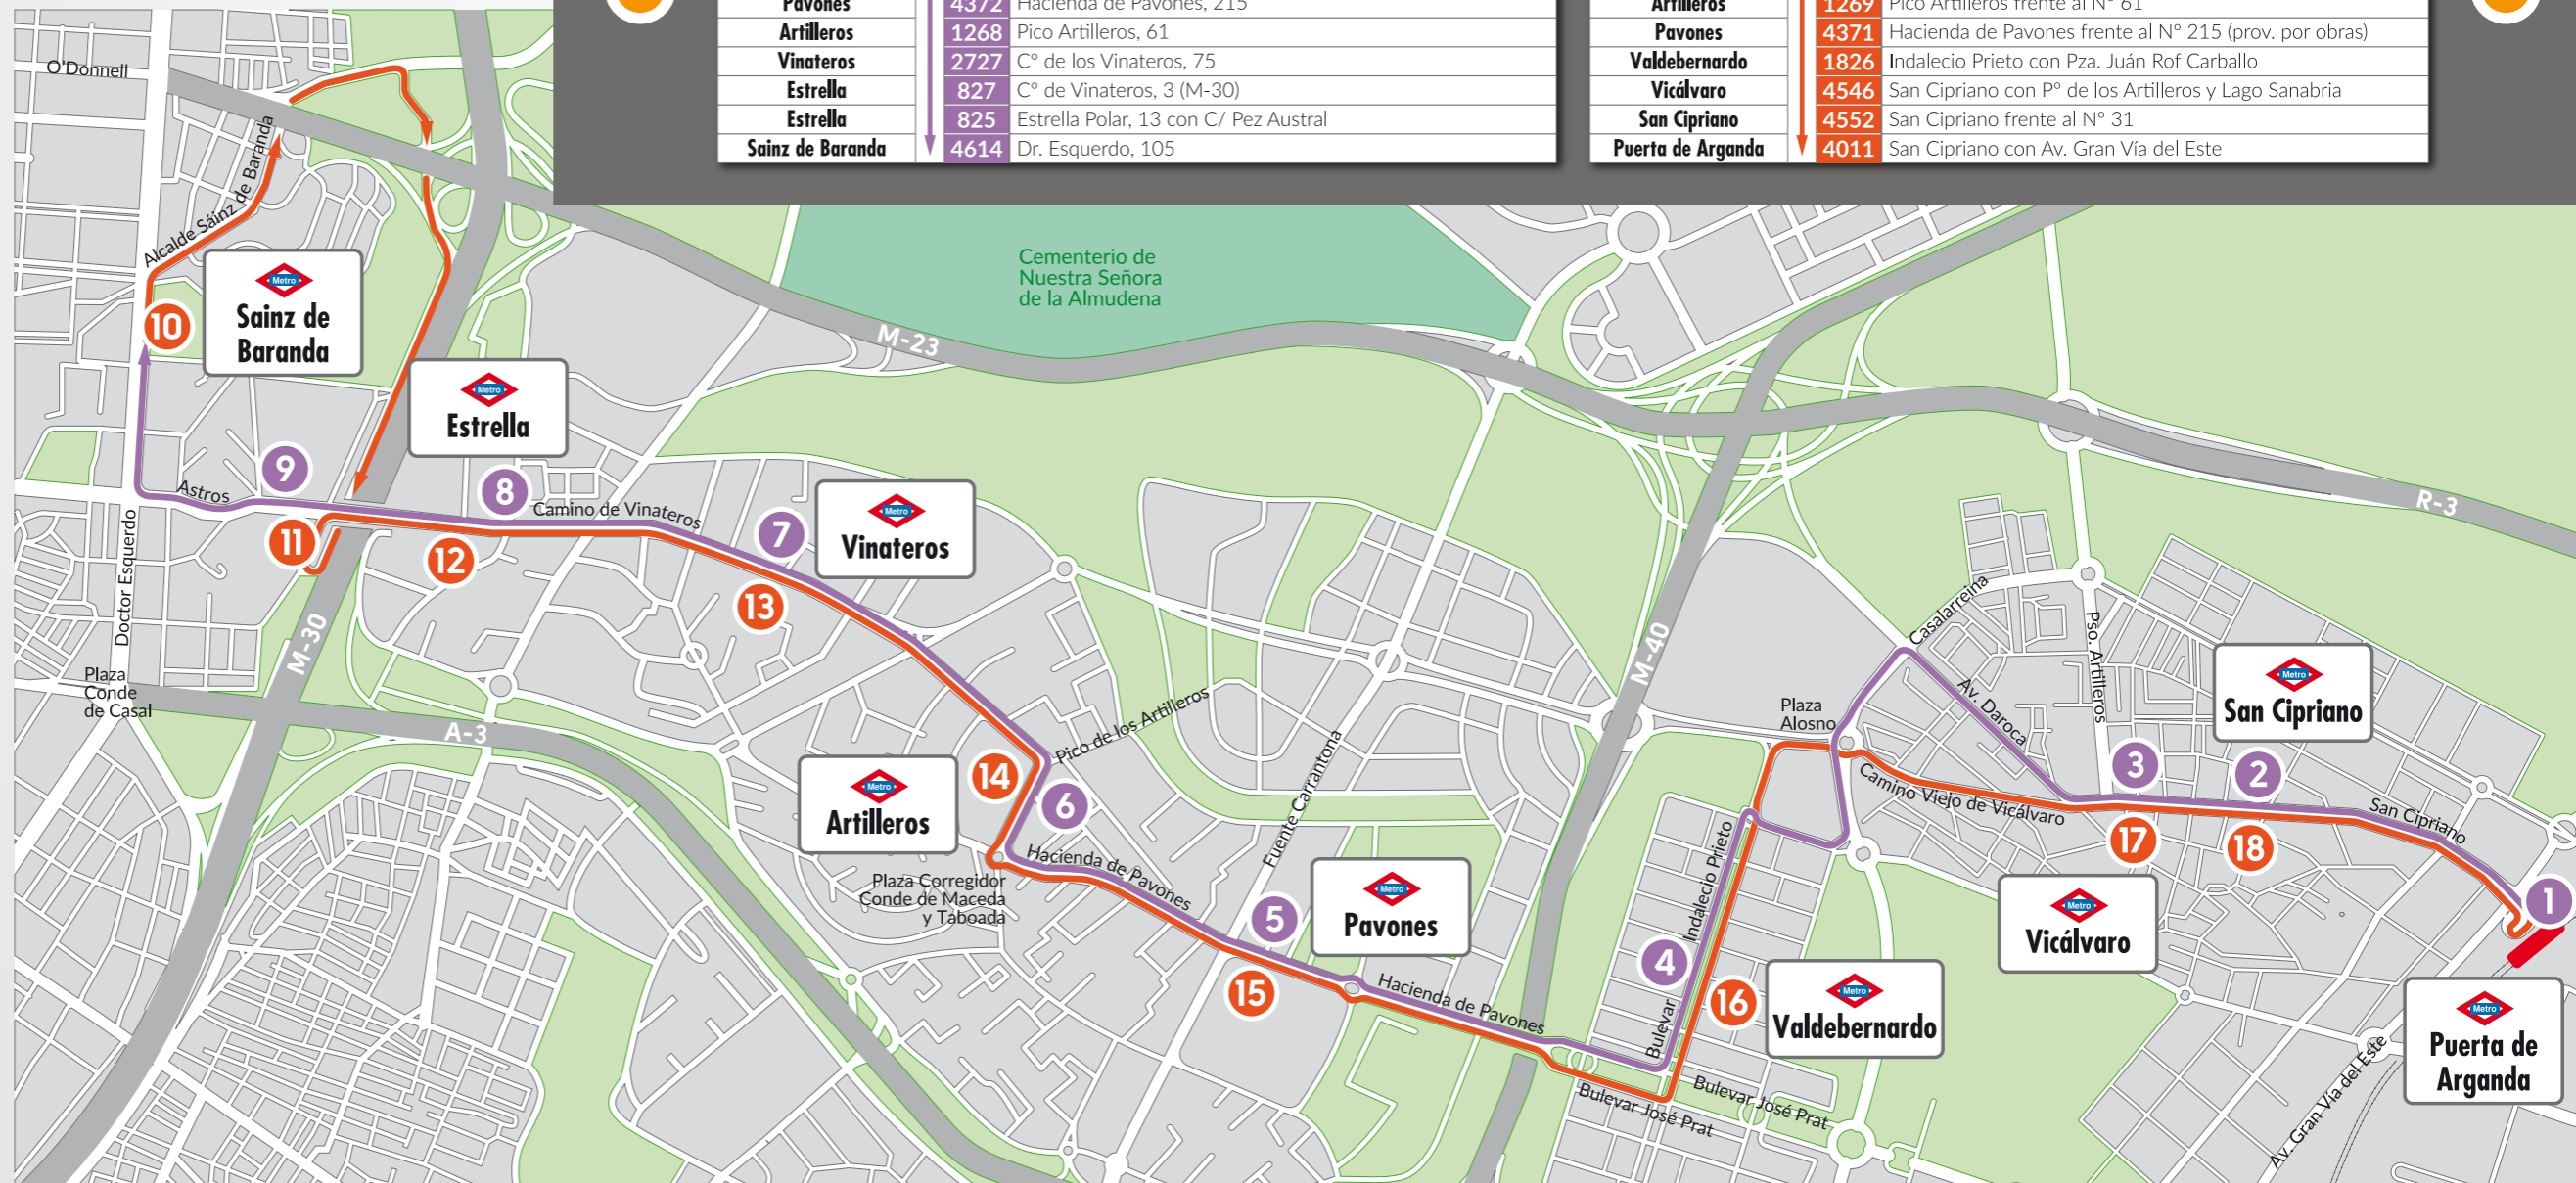 Pavones 4372 Hacienda de Pavones, 215
Artilleros 1268 Pico Artilleros, 61
Vinateros 2727 Cº de los Vinateros, 75
Estrella 827 Cº de Vinateros, 3 (M-30)
Estrella 825 Estrella Polar, 13 con C/ Pez Austral
Sainz de Baranda 4614 Dr. Esquerdo, 105
Artilleros 1269 Pico Artilleros frente al Nº 61
Pavones 4371 Hacienda de Pavones frente al Nº 215 (prov. por obras)
Valdebernardo 1826 Indalecio Prieto con Pza. Juán Rof Carballo
Vicálvaro 4546 San Cipriano con Pº de los Artilleros y Lago Sanabria
San Cipriano 4552 San Cipriano frente al Nº 31
Puerta de Arganda 4011 San Cipriano con Av. Gran Vía del Este
O'Donnell
Alcalde Sáinz de Baranda
Cementerio de
Nuestra Señora
de la Almudena
M-23
Metro
Sainz de
Baranda
10
Metro
Estrella
9
8
Astros
Camino de Vinateros
7
Metro
Vinateros
11
12
13
Doctor Esquerdo
M-30
Plaza
Conde
de Casal
A-3
R-3
M-40
Casalarreina
Pso. Artilleros
Av. Daroca
Plaza
Alosno
Metro
San Cipriano
3
2
Camino Viejo de Vicálvaro
San Cipriano
17
18
1
Pico de los Artilleros
14
6
Metro
Artilleros
Fuente Carrantona
Hacienda de Pavones
Plaza Corregidor
Conde de Maceda
y Taboada
5
Metro
Pavones
15
Hacienda de Pavones
Indalecio Prieto
Bulevar
4
16
Metro
Valdebernardo
Metro
Vicálvaro
Metro
Puerta de
Arganda
Bulevar José Prat
Bulevar José Prat
Av. Gran Vía del Este